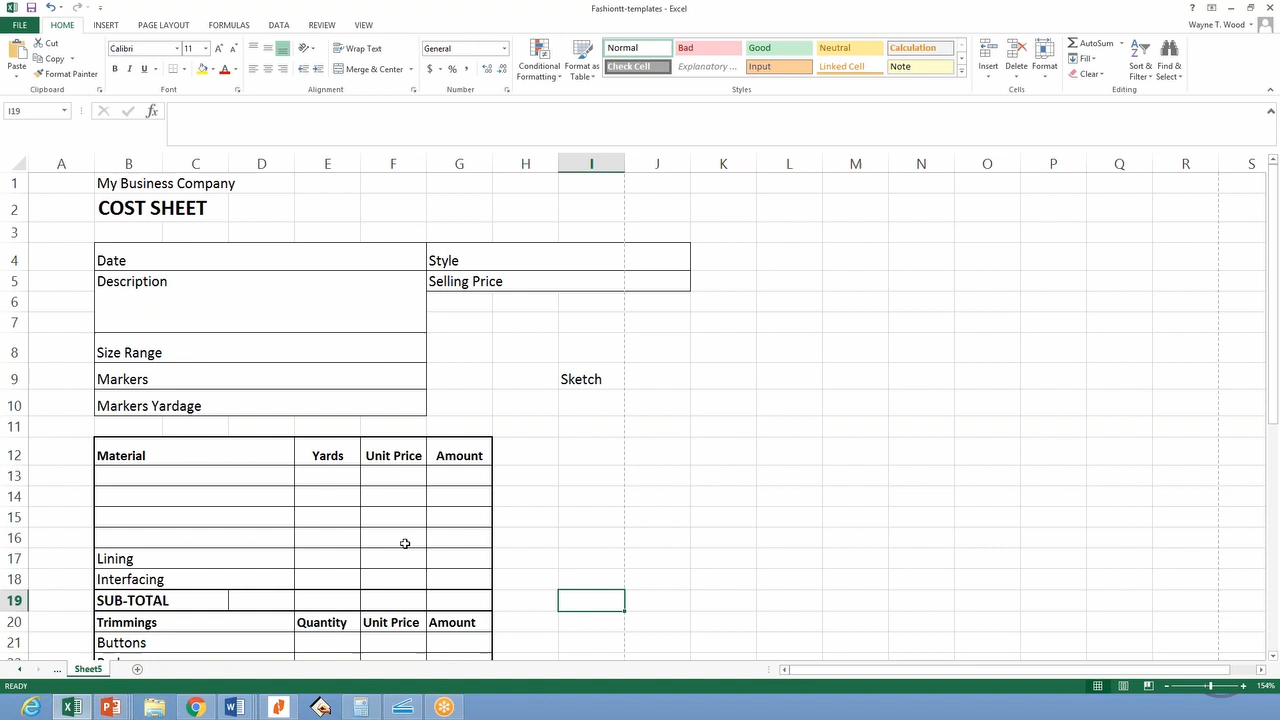 Fashiontt-templates - Excel
FILE HOME INSERT PAGE LAYOUT FORMULAS DATA REVIEW VIEW
Wayne T. Wood
Paste
Cut
Copy
Format Painter
Clipboard
Calibri 11
B I U
Font
Wrap Text
Merge & Center
Alignment
General
$ % ,
Number
Conditional Formatting
Format as Table
Normal Bad Good Neutral Calculation
Check Cell Explanatory ... Input Linked Cell Note
Styles
Insert Delete Format
Cells
AutoSum
Fill
Clear
Sort & Filter
Find & Select
Editing
I19
fx
A B C D E F G H I J K L M N O P Q R S
1 My Business Company
2 COST SHEET
3
4 Date Style
5 Description Selling Price
6
7
8 Size Range
9 Markers Sketch
10 Markers Yardage
11
12 Material Yards Unit Price Amount
13
14
15
16
17 Lining
18 Interfacing
19 SUB-TOTAL
20 Trimmings Quantity Unit Price Amount
21 Buttons
... Sheet5
READY
154%